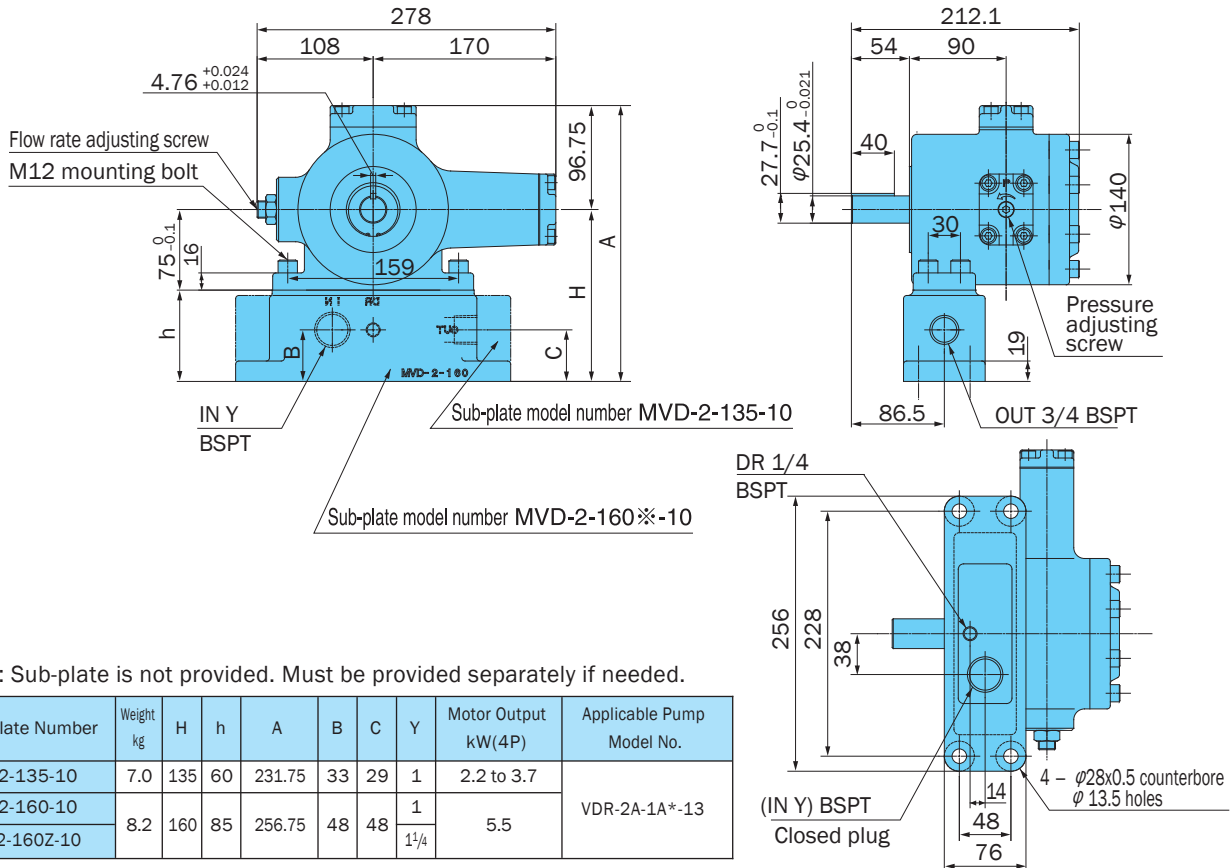 278
108
170
4.76 +0.024 +0.012
Flow rate adjusting screw
M12 mounting bolt
96.75
A
H
75 0 -0.1
16
159
h
B
C
IN
DR
OUT
MVD-2-160
IN Y
BSPT
Sub-plate model number MVD-2-135-10
Sub-plate model number MVD-2-160※-10
212.1
54
90
27.7 0 -0.1
φ25.4 0 -0.021
40
P
30
φ140
Pressure
adjusting
screw
19
86.5
OUT 3/4 BSPT
DR 1/4
BSPT
256
228
38
14
48
76
(IN Y) BSPT
Closed plug
4 – φ28x0.5 counterbore
φ 13.5 holes
: Sub-plate is not provided. Must be provided separately if needed.
late Number Weight kg H h A B C Y Motor Output kW(4P) Applicable Pump Model No.
2-135-10 7.0 135 60 231.75 33 29 1 2.2 to 3.7 VDR-2A-1A*-13
2-160-10 8.2 160 85 256.75 48 48 1 5.5
2-160Z-10 1 1/4